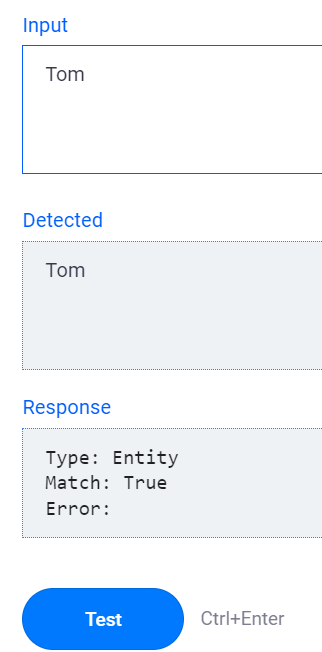 Input
Tom
Detected
Tom
Response
Type: Entity
Match: True
Error:
Test Ctrl+Enter